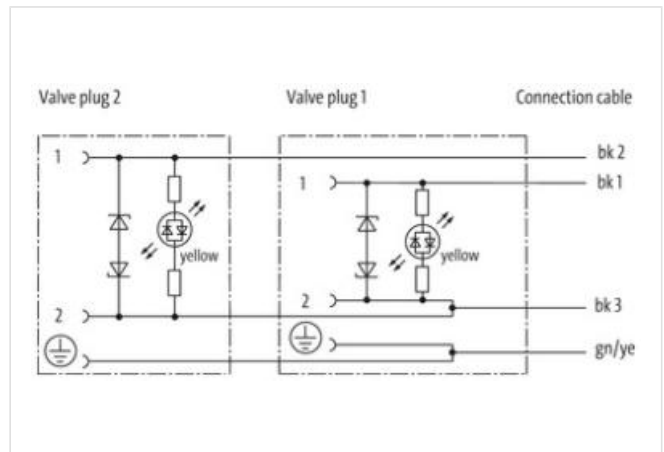 Valve plug 2 Valve plug 1 Connection cable
1 bk 2
1 bk 1
yellow yellow
2 bk 3
2
gn/ye